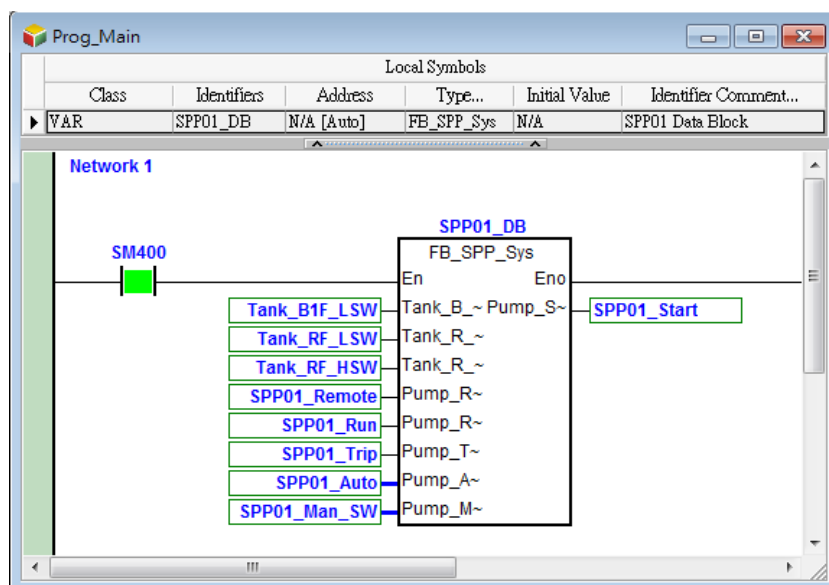 Prog_Main
Local Symbols
Class Identifiers Address Type... Initial Value Identifier Comment...
VAR SPP01_DB N/A [Auto] FB_SPP_Sys N/A SPP01 Data Block
Network 1
SPP01_DB
SM400 FB_SPP_Sys
En Eno
Tank_B1F_LSW Tank_B_~ Pump_S~ SPP01_Start
Tank_RF_LSW Tank_R_~
Tank_RF_HSW Tank_R_~
SPP01_Remote Pump_R~
SPP01_Run Pump_R~
SPP01_Trip Pump_T~
SPP01_Auto Pump_A~
SPP01_Man_SW Pump_M~